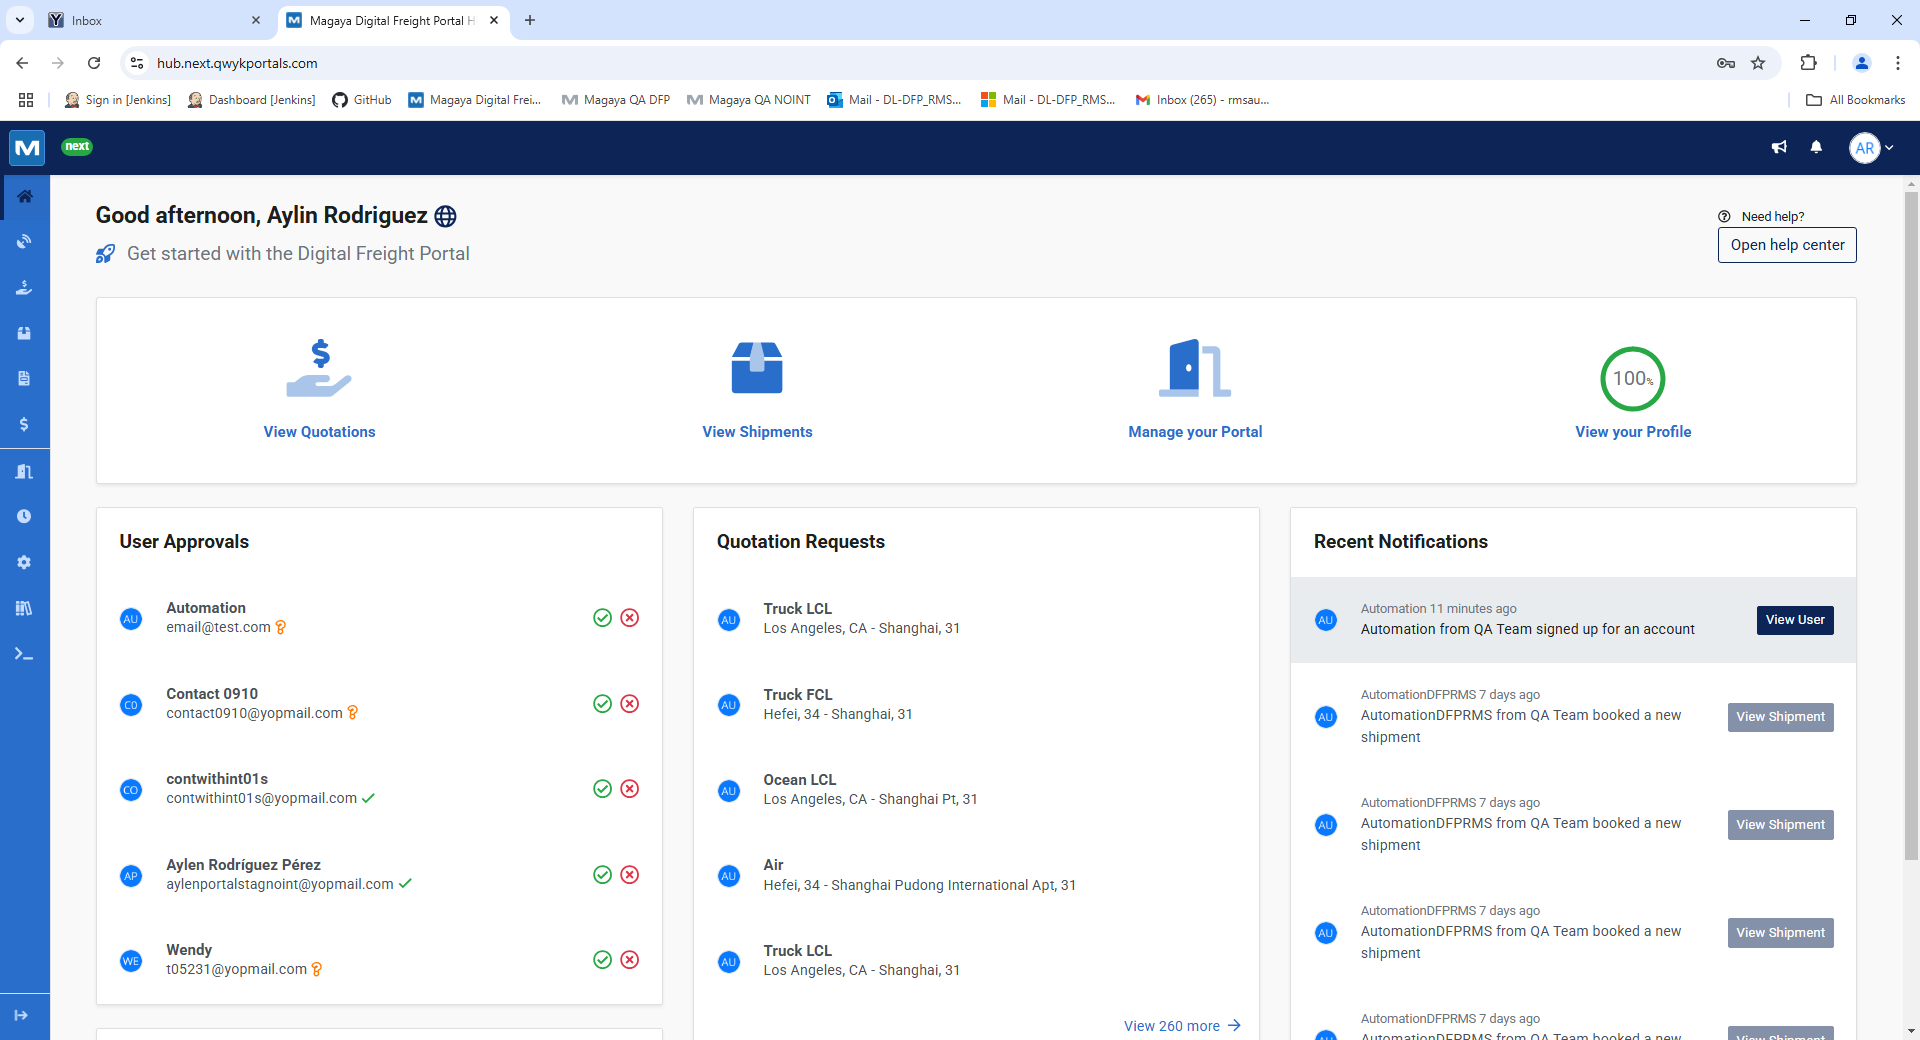 Inbox
Magaya Digital Freight Portal H
hub.next.qwykportals.com
Sign in [Jenkins]
Dashboard [Jenkins]
GitHub
Magaya Digital Frei...
Magaya QA DFP
Magaya QA NOINT
Mail - DL-DFP_RMS...
Mail - DL-DFP_RMS...
Inbox (265) - rmsau...
All Bookmarks
next
AR
Good afternoon, Aylin Rodriguez
Get started with the Digital Freight Portal
Need help?
Open help center
View Quotations
View Shipments
Manage your Portal
100%
View your Profile
User Approvals
AU
Automation
email@test.com
C0
Contact 0910
contact0910@yopmail.com
CO
contwithint01s
contwithint01s@yopmail.com
AP
Aylen Rodríguez Pérez
aylenportalstagnoint@yopmail.com
WE
Wendy
t05231@yopmail.com
Quotation Requests
AU
Truck LCL
Los Angeles, CA - Shanghai, 31
AU
Truck FCL
Hefei, 34 - Shanghai, 31
AU
Ocean LCL
Los Angeles, CA - Shanghai Pt, 31
AU
Air
Hefei, 34 - Shanghai Pudong International Apt, 31
AU
Truck LCL
Los Angeles, CA - Shanghai, 31
View 260 more
Recent Notifications
AU
Automation 11 minutes ago
Automation from QA Team signed up for an account
View User
AU
AutomationDFPRMS 7 days ago
AutomationDFPRMS from QA Team booked a new
shipment
View Shipment
AU
AutomationDFPRMS 7 days ago
AutomationDFPRMS from QA Team booked a new
shipment
View Shipment
AU
AutomationDFPRMS 7 days ago
AutomationDFPRMS from QA Team booked a new
shipment
View Shipment
AU
AutomationDFPRMS 7 days ago
AutomationDFPRMS from QA Team booked a new
View Shipment